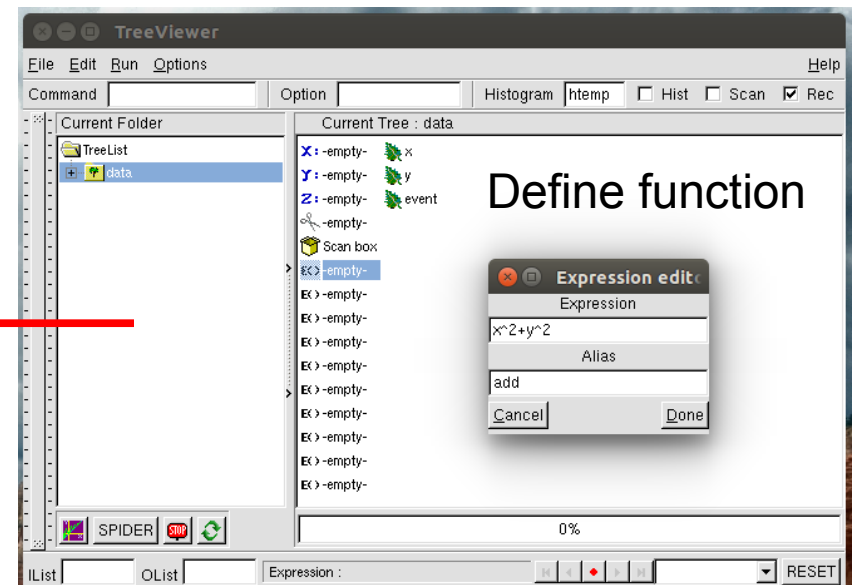 TreeViewer
File Edit Run Options Help
Command Option Histogram htemp Hist Scan Rec
Current Folder Current Tree : data
TreeList
data
X: -empty- x
Y: -empty- y
Z: -empty- event
Define function
-empty-
Scan box
E() -empty-
E() -empty-
E() -empty-
E() -empty-
E() -empty-
E() -empty-
E() -empty-
E() -empty-
E() -empty-
E() -empty-
Expression edit
Expression
x^2+y^2
Alias
add
Cancel Done
SPIDER STOP 0%
IList OList Expression : RESET